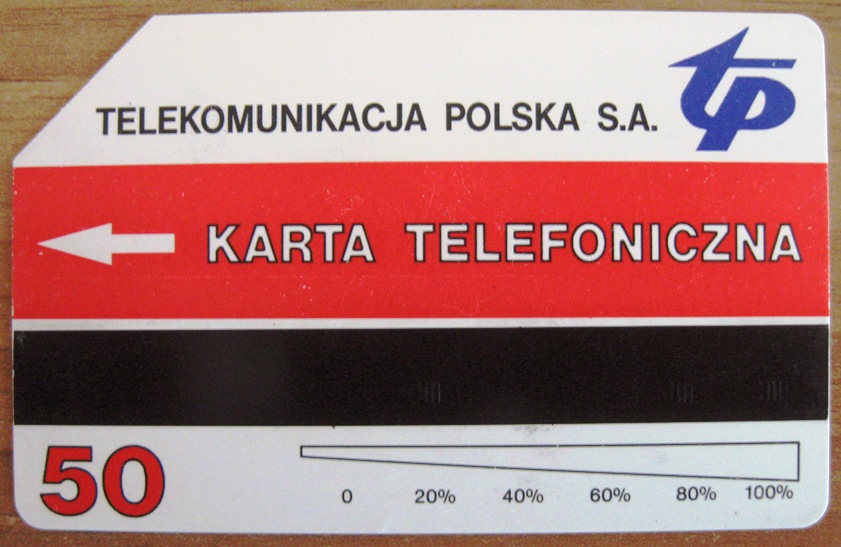 TELEKOMUNIKACJA POLSKA S.A. tp
KARTA TELEFONICZNA
50
0 20% 40% 60% 80% 100%